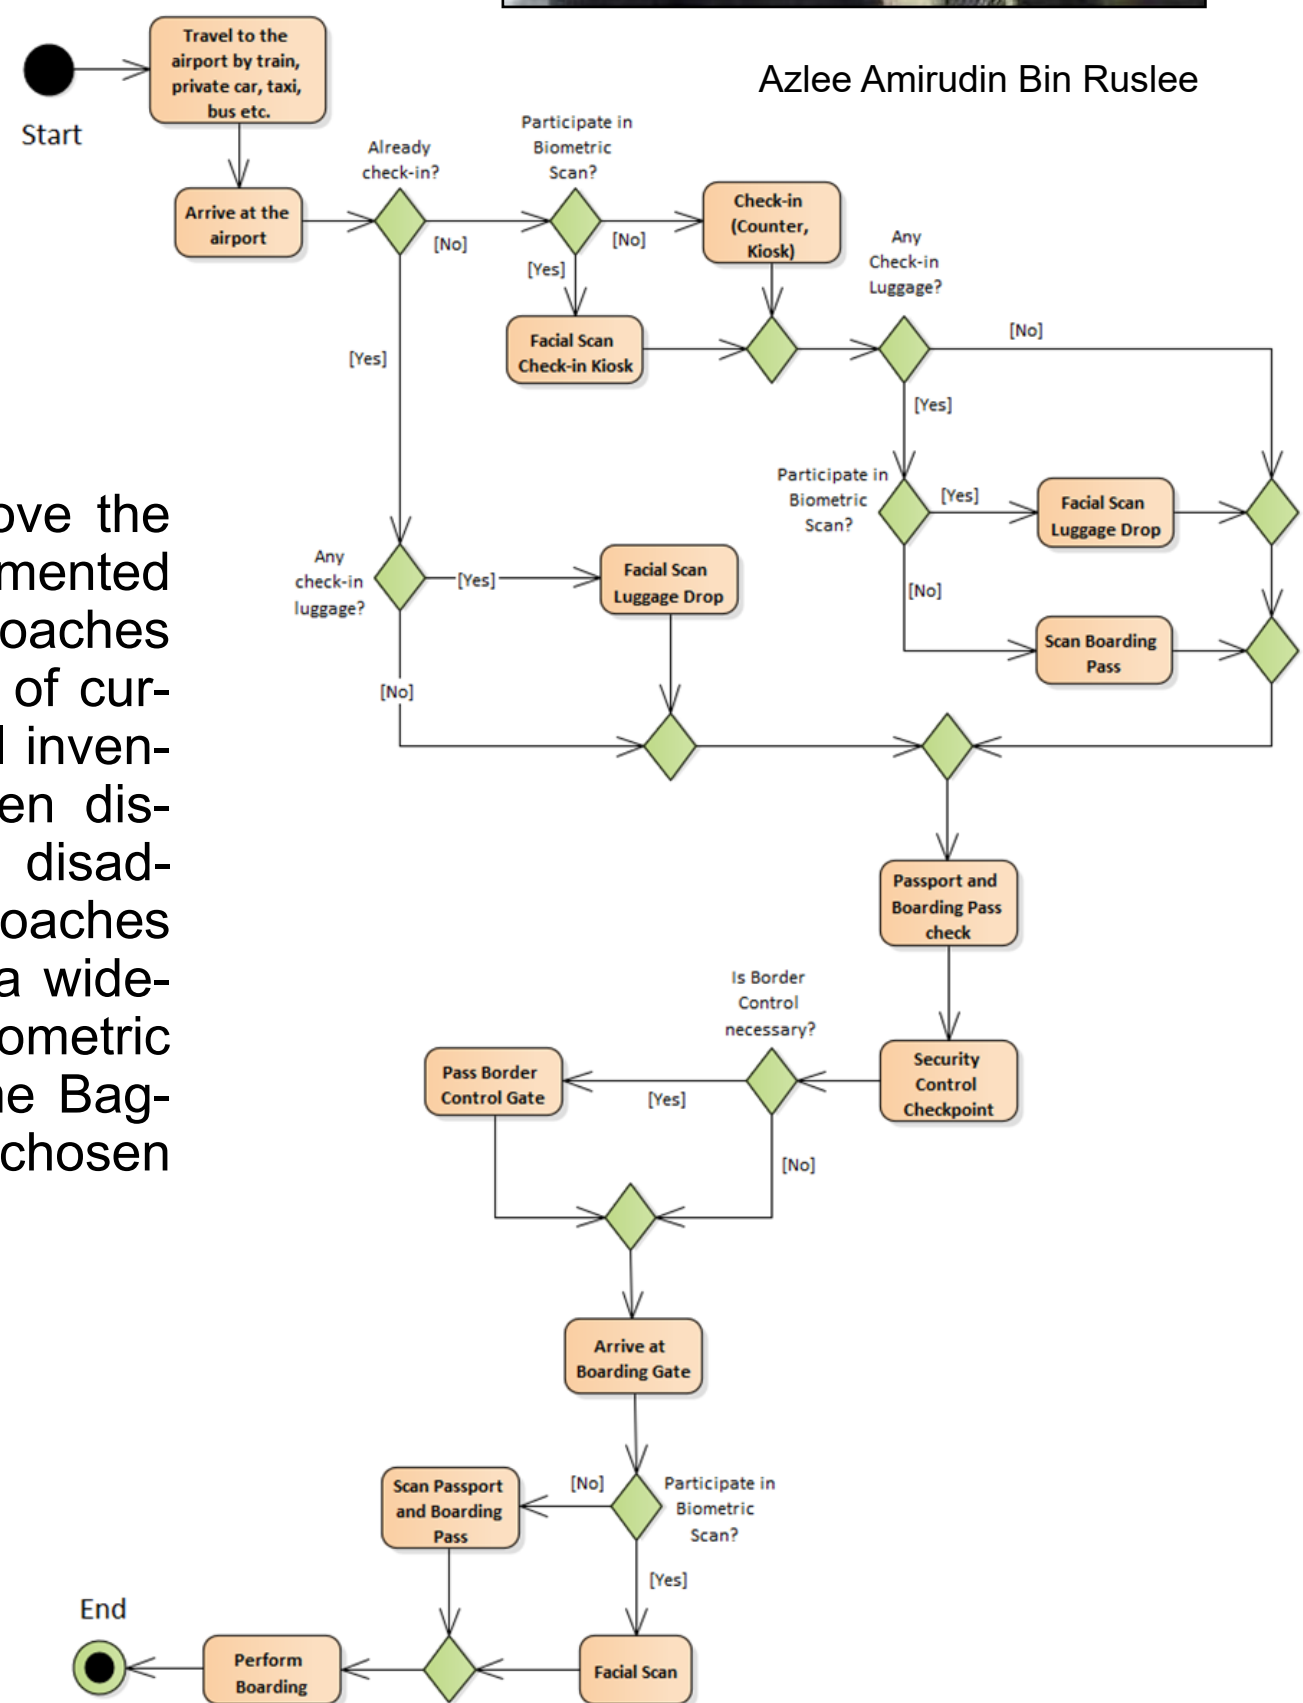 Azlee Amirudin Bin Ruslee
Start
Travel to the
airport by train,
private car, taxi,
bus etc.
Arrive at the
airport
Already
check-in?
[No]
[Yes]
Participate in
Biometric
Scan?
[No]
[Yes]
Check-in
(Counter,
Kiosk)
Facial Scan
Check-in Kiosk
Any
Check-in
Luggage?
[No]
[Yes]
Participate in
Biometric
Scan?
[Yes]
[No]
Facial Scan
Luggage Drop
Scan Boarding
Pass
Any
check-in
luggage?
[Yes]
[No]
Facial Scan
Luggage Drop
Passport and
Boarding Pass
check
Security
Control
Checkpoint
Is Border
Control
necessary?
[Yes]
[No]
Pass Border
Control Gate
Arrive at
Boarding Gate
Participate in
Biometric
Scan?
[No]
[Yes]
Scan Passport
and Boarding
Pass
Facial Scan
Perform
Boarding
End
ove the
mented
oaches
of cur-
l inven-
en dis-
disad-
oaches
a wide-
ometric
ne Bag-
chosen